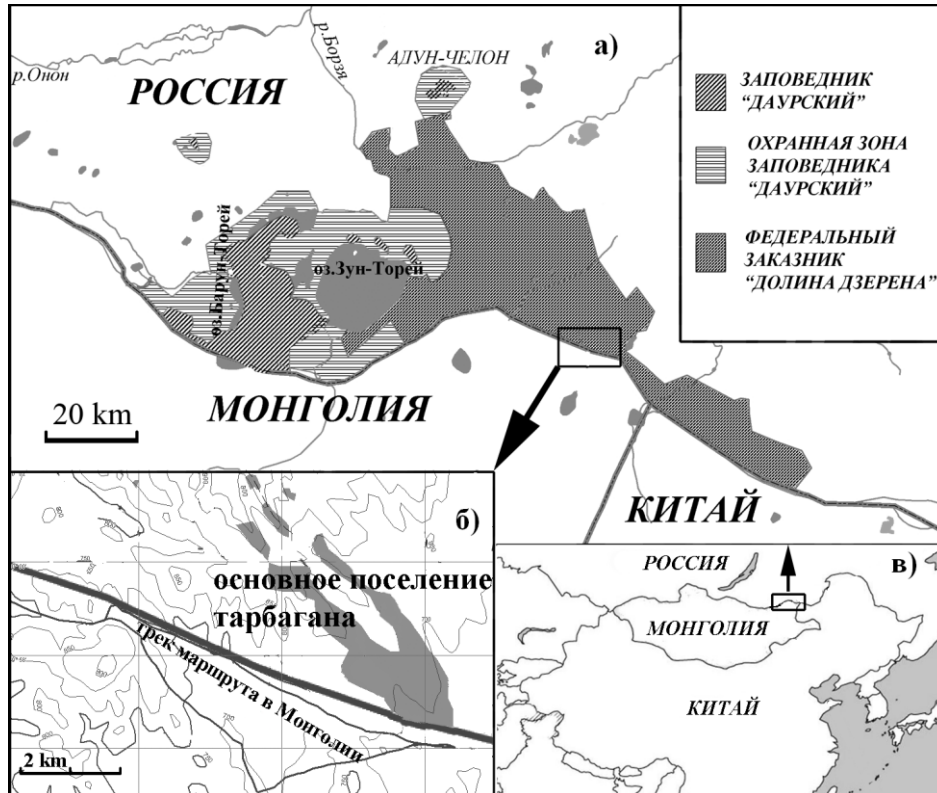 а)
р.Онон
р.Борзя
АДУН-ЧЕЛОН
РОССИЯ
оз.Барун-Торей
оз.Зун-Торей
МОНГОЛИЯ
20 km
КИТАЙ
ЗАПОВЕДНИК
“ДАУРСКИЙ”
ОХРАННАЯ ЗОНА
ЗАПОВЕДНИКА
“ДАУРСКИЙ”
ФЕДЕРАЛЬНЫЙ
ЗАКАЗНИК
“ДОЛИНА ДЗЕРЕНА”
б)
основное поселение
тарбагана
трек маршрута в Монголии
2 km
в)
РОССИЯ
МОНГОЛИЯ
КИТАЙ